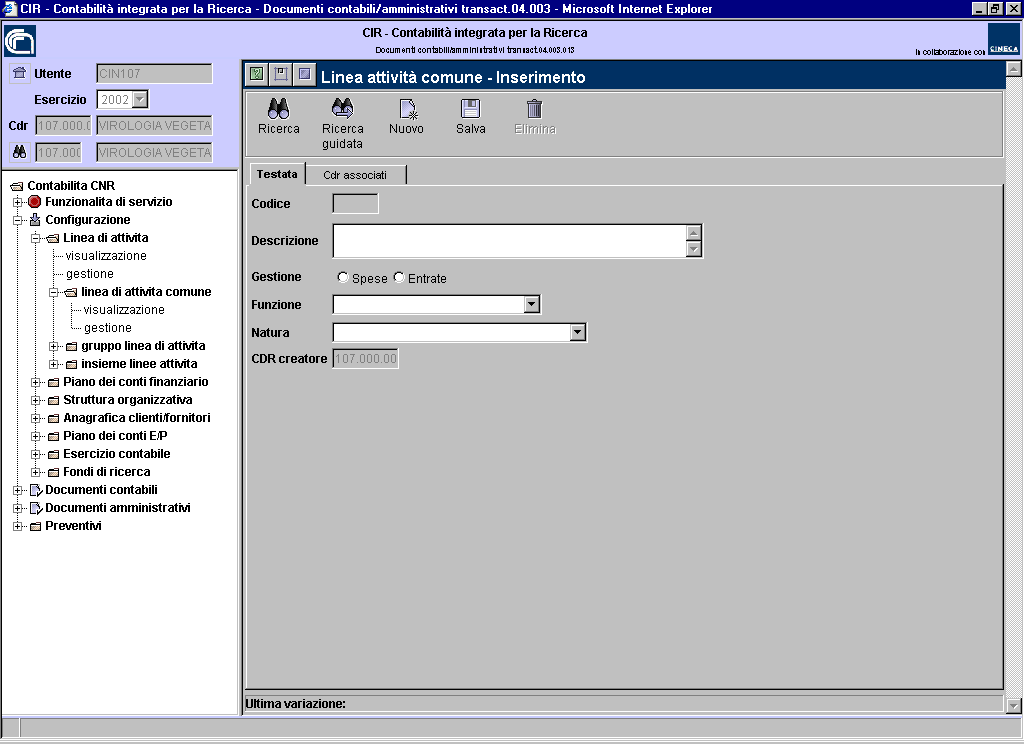 CIR - Contabilità integrata per la Ricerca - Documenti contabili/amministrativi transact.04.003 - Microsoft Internet Explorer
CIR - Contabilità integrata per la Ricerca
Documenti contabili/amministrativi transact.04.003.013
In collaborazione con CINECA
Utente CIN107
Esercizio 2002
Cdr 107.000.0 VIROLOGIA VEGETA
107.000 VIROLOGIA VEGETA
Linea attività comune - Inserimento
Ricerca
Ricerca guidata
Nuovo
Salva
Elimina
Contabilita CNR
Funzionalita di servizio
Configurazione
Linea di attivita
visualizzazione
gestione
linea di attivita comune
visualizzazione
gestione
gruppo linea di attivita
insieme linee attivita
Piano dei conti finanziario
Struttura organizzativa
Anagrafica clienti/fornitori
Piano dei conti E/P
Esercizio contabile
Fondi di ricerca
Documenti contabili
Documenti amministrativi
Preventivi
Testata
Cdr associati
Codice
Descrizione
Gestione Spese Entrate
Funzione
Natura
CDR creatore 107.000.00
Ultima variazione: